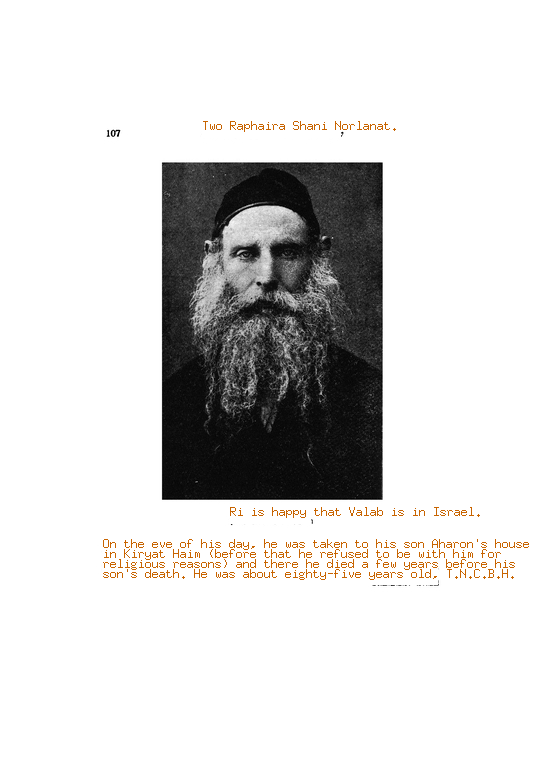 Two Raphaira Shani Norlanat.
107
Ri is happy that Valab is in Israel.
On the eve of his day, he was taken to his son Aharon's house
in Kiryat Haim (before that he refused to be with him for
religious reasons) and there he died a few years before his
son's death. He was about eighty-five years old, T.N.C.B.H.